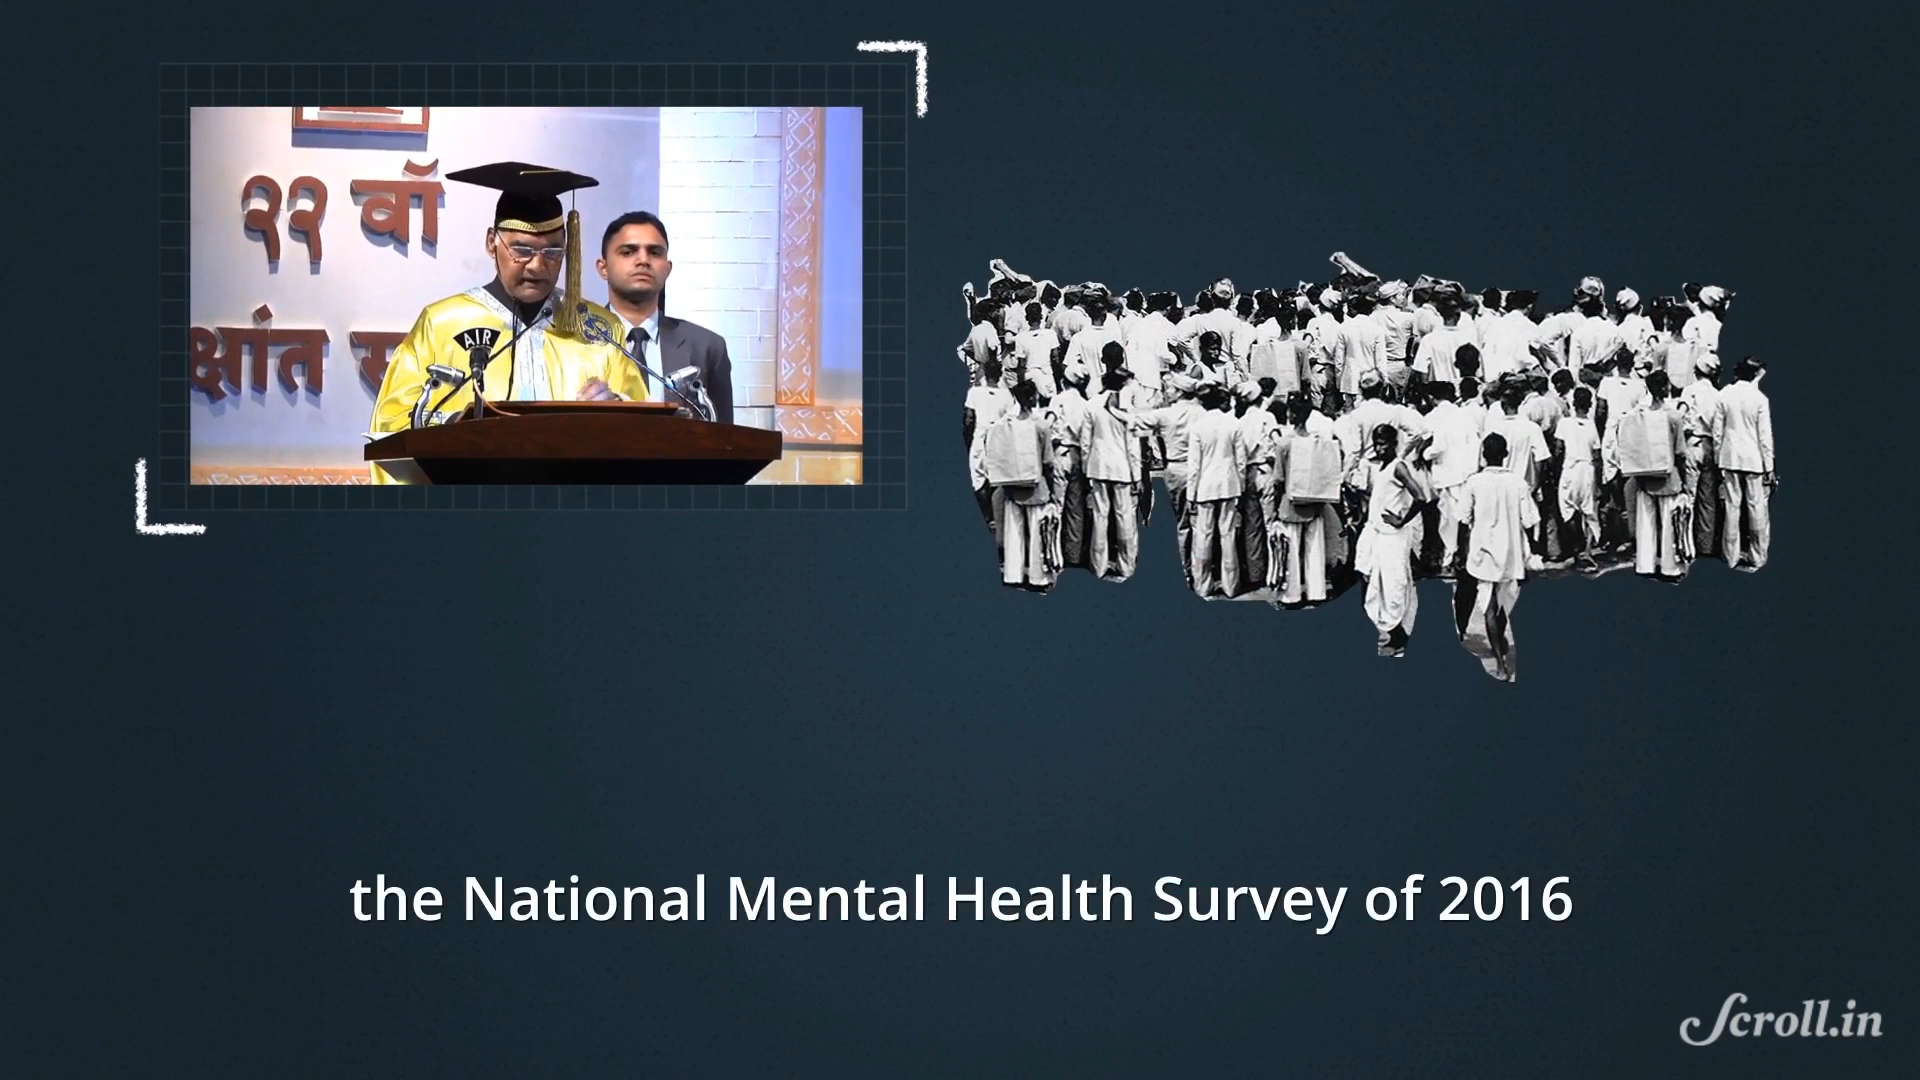 २२ वाँ
क्षांत स
AIR
the National Mental Health Survey of 2016
Scroll.in